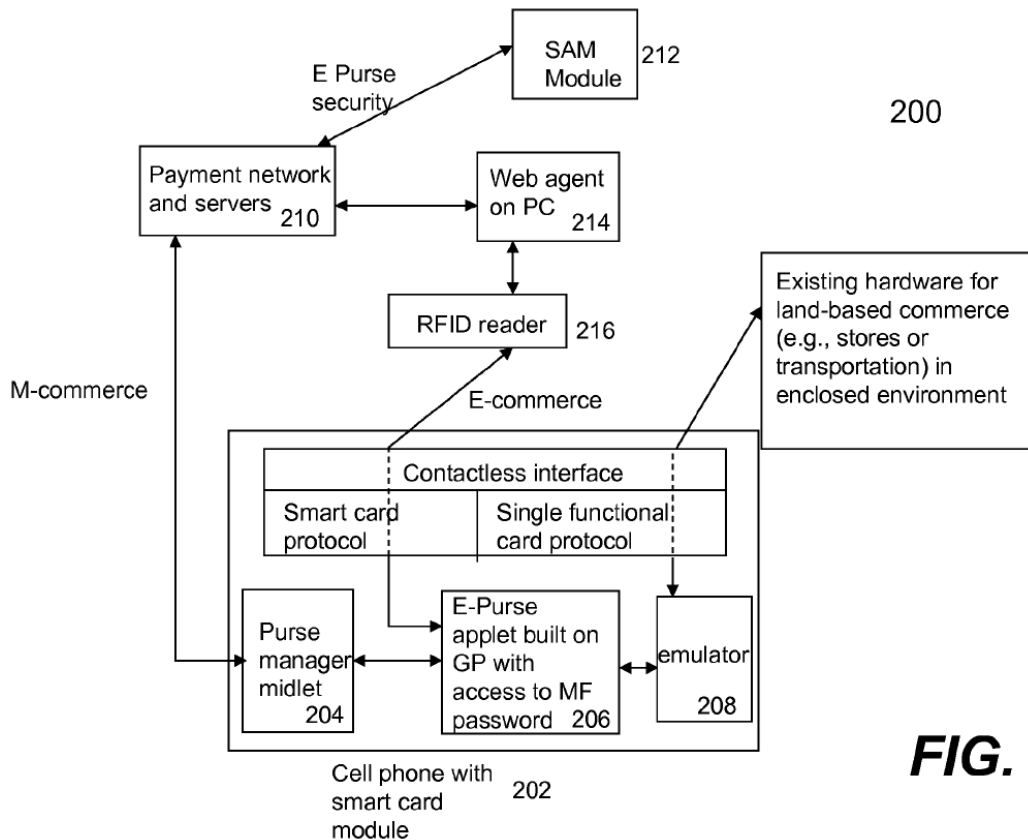 SAM
Module
212
E Purse
security
200
Payment network
and servers
210
Web agent
on PC
214
Existing hardware for
land-based commerce
(e.g., stores or
transportation) in
enclosed environment
RFID reader
216
M-commerce
E-commerce
Contactless interface
Smart card
protocol
Single functional
card protocol
Purse
manager
midlet
204
E-Purse
applet built on
GP with
access to MF
password
206
emulator
208
Cell phone with
smart card
module
202
FIG.